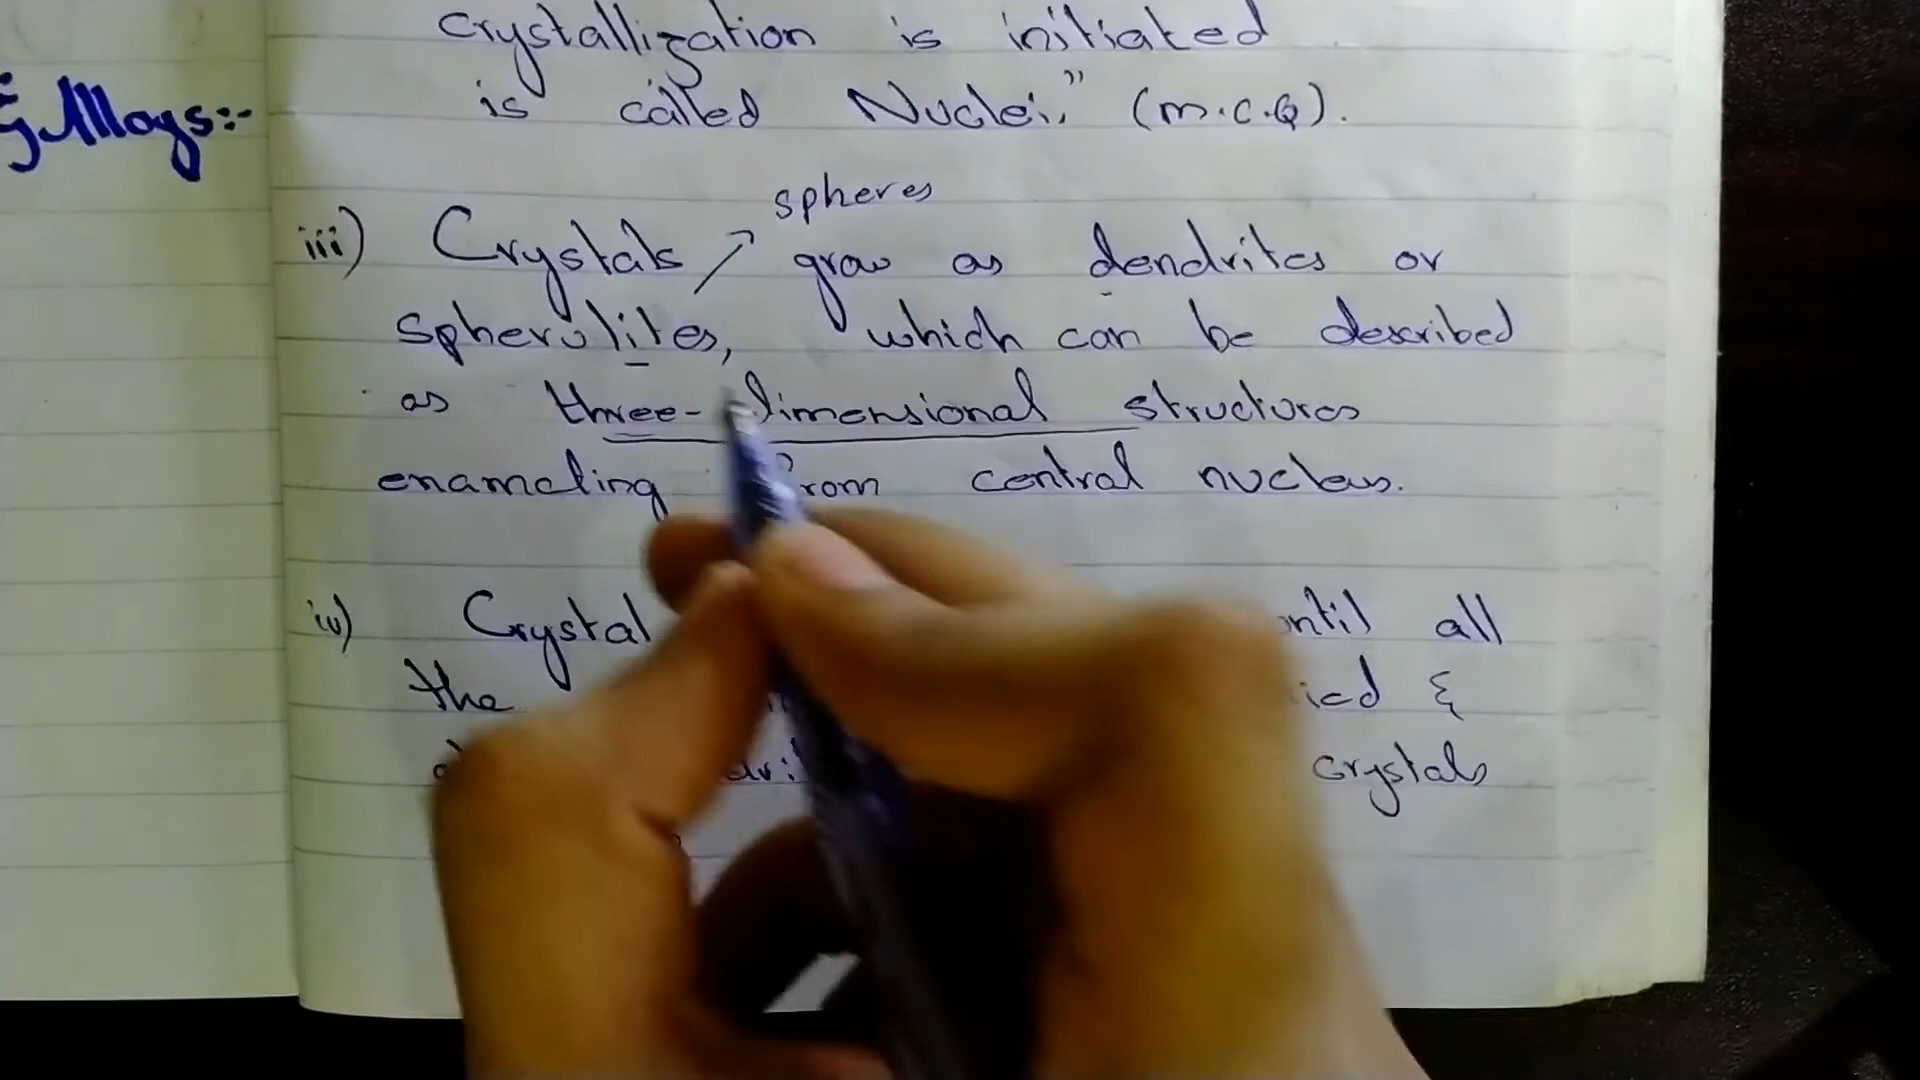 Crystallization is initiated
is called Nuclei." (m.c.Q).
Alloys:-
spheres
iii) Crystals grow as dendrites or
spherulites, which can be described
as three-dimensional structures
enamating from central nucleus.
iv) Crystal until all
the &
crystals